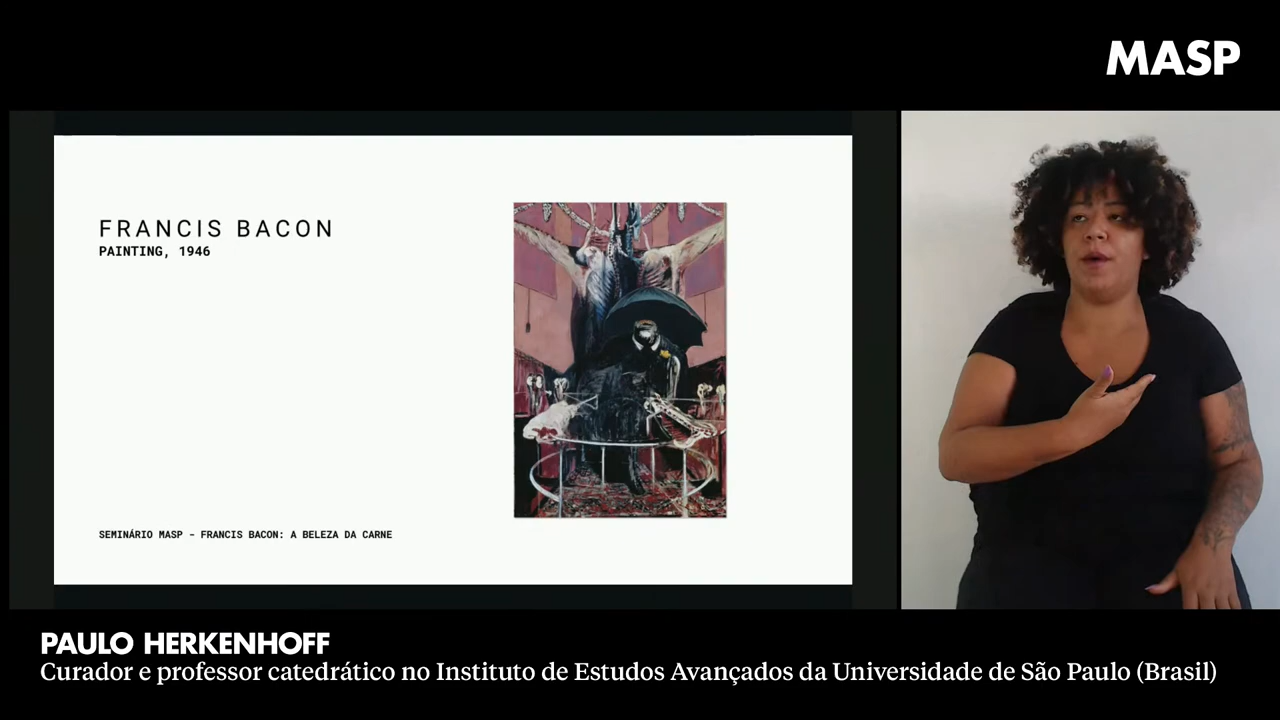 MASP
FRANCIS BACON
PAINTING, 1946
SEMINÁRIO MASP - FRANCIS BACON: A BELEZA DA CARNE
PAULO HERKENHOFF
Curador e professor catedrático no Instituto de Estudos Avançados da Universidade de São Paulo (Brasil)